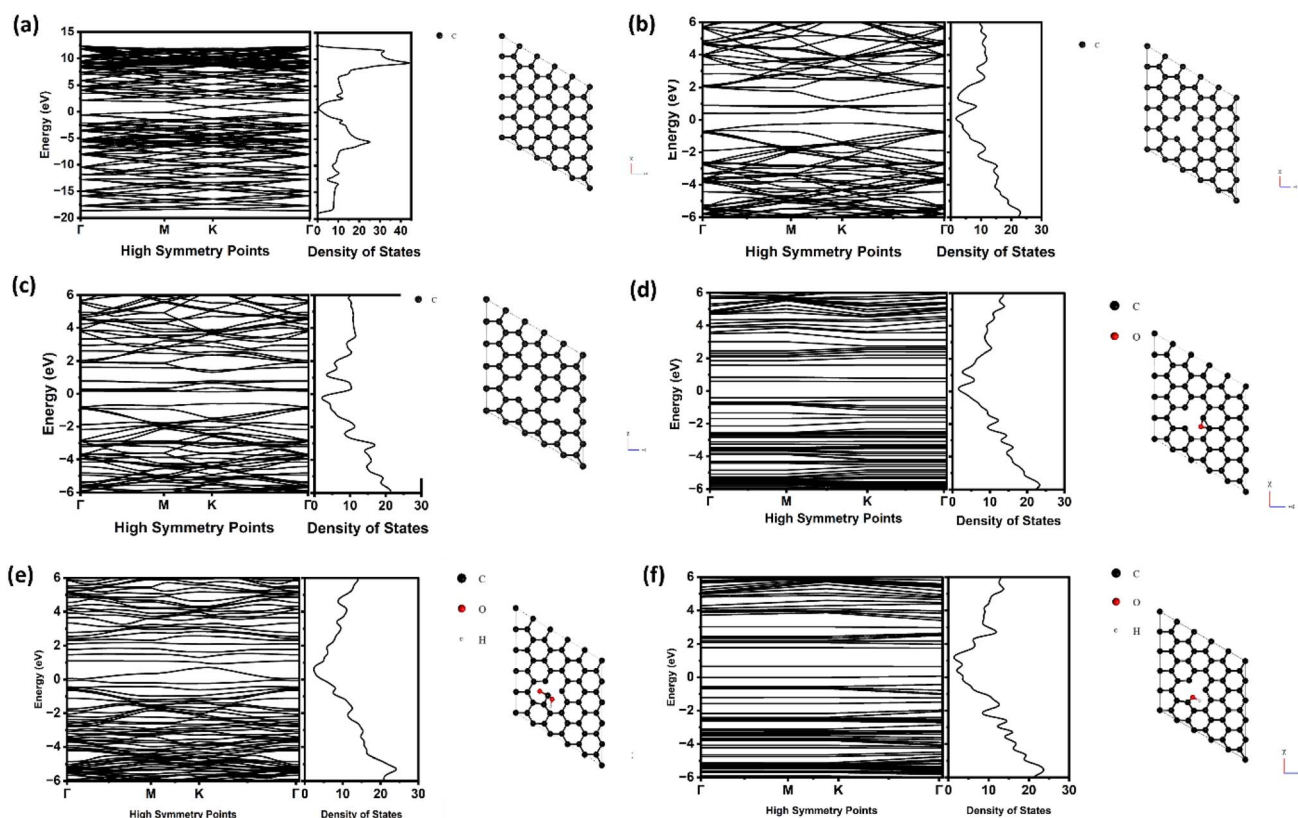 (a)
15
10
5
0
−5
−10
−15
−20
Energy (eV)
Γ M K Γ
High Symmetry Points
0 10 20 30 40
Density of States
C
(b)
6
4
2
0
−2
−4
−6
Energy (eV)
Γ M K Γ
High Symmetry Points
0 10 20 30
Density of States
C
(c)
6
4
2
0
−2
−4
−6
Energy (eV)
Γ M K Γ
High Symmetry Points
0 10 20 30
Density of States
C
(d)
6
4
2
0
−2
−4
−6
Energy (eV)
Γ M K Γ
High Symmetry Points
0 10 20 30
Density of States
C
O
(e)
6
4
2
0
−2
−4
−6
Energy (eV)
Γ M K Γ
High Symmetry Points
0 10 20 30
Density of States
C
O
H
(f)
6
4
2
0
−2
−4
−6
Energy (eV)
Γ M K Γ
High Symmetry Points
0 10 20 30
Density of States
C
O
H